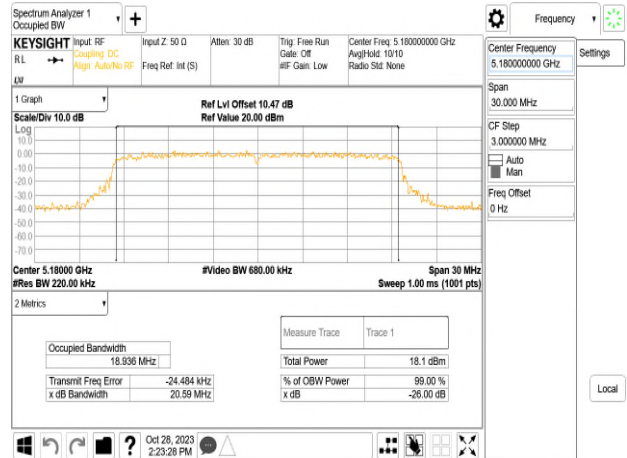 Spectrum Analyzer 1
Occupied BW
Frequency
KEYSIGHT
Input: RF
Coupling: DC
Align: Auto/No RF
Input Z: 50 Ω
Freq Ref: Int (S)
Atten: 30 dB
Trig: Free Run
Gate: Off
#IF Gain: Low
Center Freq: 5.180000000 GHz
Avg|Hold: 10/10
Radio Std: None
RL
LXI
Center Frequency
5.180000000 GHz
Settings
Span
30.000 MHz
CF Step
3.000000 MHz
Auto
Man
Freq Offset
0 Hz
1 Graph
Scale/Div 10.0 dB
Ref Lvl Offset 10.47 dB
Ref Value 20.00 dBm
Log
10.0
0.00
-10.0
-20.0
-30.0
-40.0
-50.0
-60.0
-70.0
Center 5.18000 GHz
#Video BW 680.00 kHz
Span 30 MHz
#Res BW 220.00 kHz
Sweep 1.00 ms (1001 pts)
2 Metrics
Measure Trace
Trace 1
Occupied Bandwidth
18.936 MHz
Total Power
18.1 dBm
Transmit Freq Error
-24.484 kHz
% of OBW Power
99.00 %
x dB Bandwidth
20.59 MHz
x dB
-26.00 dB
Local
?
Oct 28, 2023
2:23:28 PM